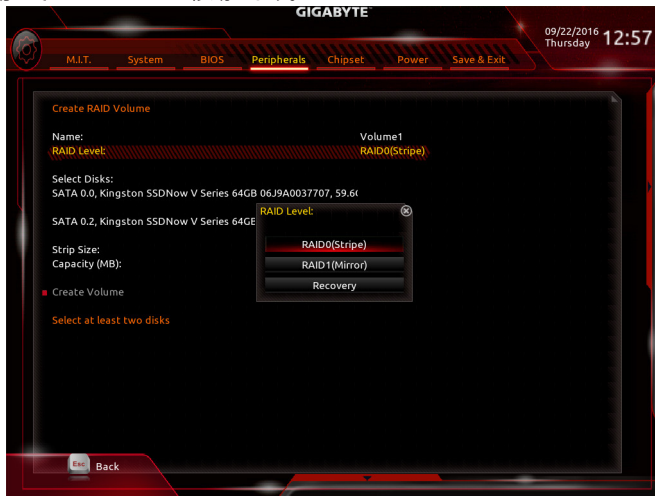 GIGABYTE
09/22/2016 Thursday 12:57
M.I.T. System BIOS Peripherals Chipset Power Save & Exit
Create RAID Volume
Name: Volume1
RAID Level: RAID0(Stripe)
Select Disks:
SATA 0.0, Kingston SSDNow V Series 64GB 06J9A0037707, 59.6
SATA 0.2, Kingston SSDNow V Series
RAID Level:
RAID0(Stripe)
RAID1(Mirror)
Recovery
Strip Size:
Capacity (MB):
Create Volume
Select at least two disks
Esc Back